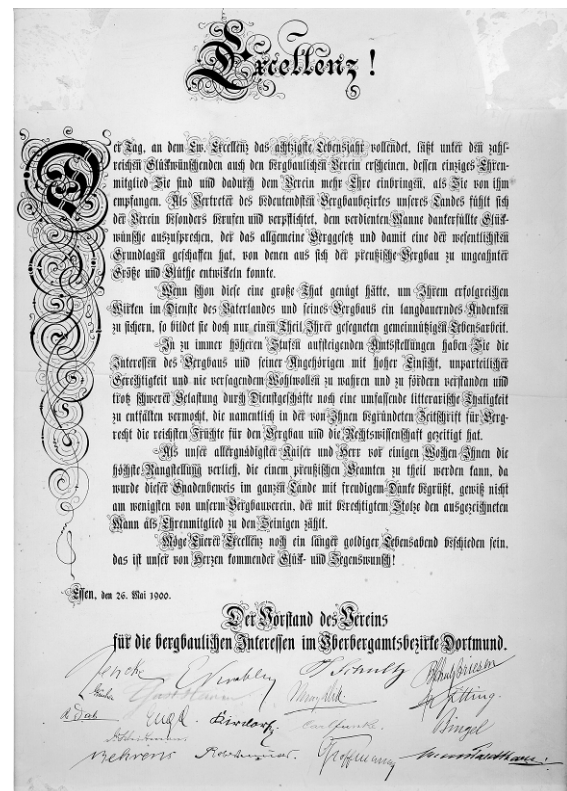 Excellenz!
Der Tag, an dem Ew. Excellenz das achtzigste Lebensjahr vollendet, läßt unter den zahl-
reichen Glükwünschenden auch den bergbaulichen Verein erscheinen, dessen einziges Ehren-
mitglied Sie sind und dadurch dem Verein mehr Ehre einbringen, als Sie von ihm
empfangen. Als Vertreter des bedeutendsten Bergbaubezirkes unseres Landes fühlt sich
der Verein besonders berufen und verpflichtet, dem verdienten Manne dankerfüllte Glük-
wünsche auszusprechen, der das allgemeine Berggesetz und damit eine der wesentlichsten
Grundlagen geschaffen hat, von denen aus sich der preußische Bergbau zu ungeahnter
Größe und Blüthe entwikeln konnte.
Wenn schon diese eine große That genügt hätte, um Ihrem erfolgreichen
Wirken im Dienste des Vaterlandes und seines Bergbaus ein langdauerndes Andenken
zu sichern, so bildet sie doch nur einen Theil Ihrer gesegneten gemeinnützigen Lebensarbeit.
In zu immer höheren Stufen aufsteigenden Amtsstellungen haben Sie die
Interessen des Bergbaus und seiner Angehörigen mit hoher Einsicht, unparteilicher
Gerechtigkeit und nie versagendem Wohlwollen zu wahren und zu fördern verstanden und
trotz schwerer Belastung durch Dienstgeschäfte noch eine umfassende litterarische Thätigkeit
zu entfalten vermocht, die namentlich in der von Ihnen begründeten Zeitschrift für Berg-
recht die reichsten Früchte für den Bergbau und die Rechtswissenschaft gezeitigt hat.
Als unser allergnädigster Kaiser und Herr vor einigen Wochen Ihnen die
höchste Rangstellung verlieh, die einem preußischen Beamten zu theil werden kann, da
wurde dieser Gnadenbeweis im ganzen Lande mit freudigem Danke begrüßt, gewiß nicht
am wenigsten von unserm Bergbauverein, der mit berechtigtem Stolze den ausgezeichneten
Mann als Ehrenmitglied zu den Seinigen zählt.
Möge Euerer Excellenz noch ein langer goldiger Lebensabend beschieden sein,
das ist unser von Herzen kommender Glük- und Segenswunsch!
Essen, den 26. Mai 1900.
Der Vorstand des Vereins
für die bergbaulichen Interessen im Oberbergamtsbezirke Dortmund.
Jencke E. Krabler H Schultz
Kirdorf Bingel
Behrens Hoffmann